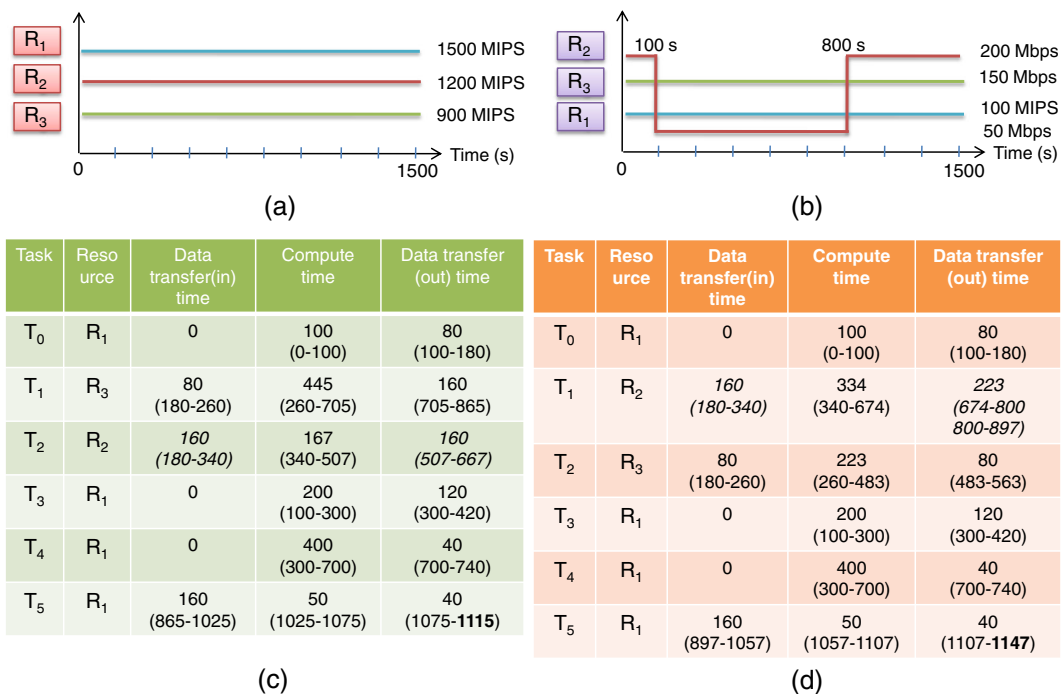 R1
R2
R3
1500 MIPS
1200 MIPS
900 MIPS
Time (s)
0
1500
(a)
R2
R3
R1
100 s
800 s
200 Mbps
150 Mbps
100 MIPS
50 Mbps
Time (s)
0
1500
(b)
Task
Reso
urce
Data
transfer(in)
time
Compute
time
Data transfer
(out) time
T0
R1
0
100
(0-100)
80
(100-180)
T1
R3
80
(180-260)
445
(260-705)
160
(705-865)
T2
R2
160
(180-340)
167
(340-507)
160
(507-667)
T3
R1
0
200
(100-300)
120
(300-420)
T4
R1
0
400
(300-700)
40
(700-740)
T5
R1
160
(865-1025)
50
(1025-1075)
40
(1075-1115)
(c)
Task
Reso
urce
Data
transfer(in)
time
Compute
time
Data transfer
(out) time
T0
R1
0
100
(0-100)
80
(100-180)
T1
R2
160
(180-340)
334
(340-674)
223
(674-800
800-897)
T2
R3
80
(180-260)
223
(260-483)
80
(483-563)
T3
R1
0
200
(100-300)
120
(300-420)
T4
R1
0
400
(300-700)
40
(700-740)
T5
R1
160
(897-1057)
50
(1057-1107)
40
(1107-1147)
(d)